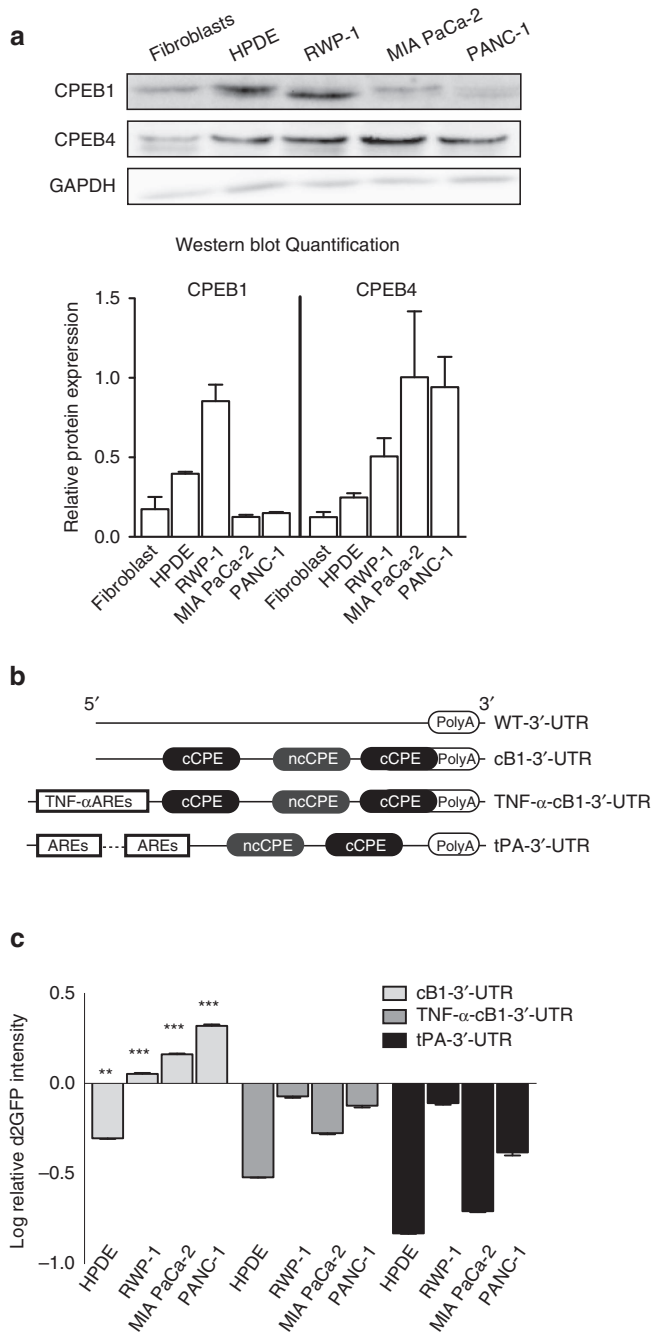 a
Fibroblasts HPDE RWP-1 MIA PaCa-2 PANC-1
CPEB1
CPEB4
GAPDH
Western blot Quantification
CPEB1 CPEB4
Relative protein exprerssion
1.5
1.0
0.5
0.0
Fibroblast HPDE RWP-1 MIA PaCa-2 PANC-1 Fibroblast HPDE RWP-1 MIA PaCa-2 PANC-1
b
5′ 3′
PolyA WT-3′-UTR
cCPE ncCPE cCPE PolyA cB1-3′-UTR
TNF-αAREs cCPE ncCPE cCPE PolyA TNF-α-cB1-3′-UTR
AREs AREs ncCPE cCPE PolyA tPA-3′-UTR
c
Log relative d2GFP intensity
0.5
0.0
−0.5
−1.0
** *** *** ***
cB1-3′-UTR
TNF-α-cB1-3′-UTR
tPA-3′-UTR
HPDE RWP-1 MIA PaCa-2 PANC-1 HPDE RWP-1 MIA PaCa-2 PANC-1 HPDE RWP-1 MIA PaCa-2 PANC-1